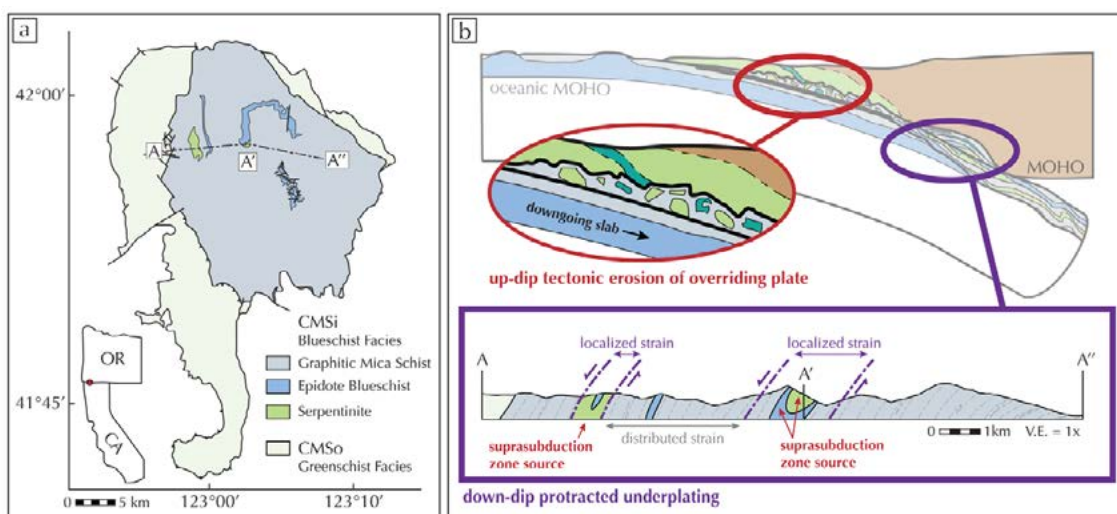 a
42°00'
A
A'
A"
OR
CA
41°45'
CMSi
Blueschist Facies
Graphitic Mica Schist
Epidote Blueschist
Serpentinite
CMSo
Greenschist Facies
0 5 km
123°00'
123°10'
b
oceanic MOHO
MOHO
downgoing slab
up-dip tectonic erosion of overriding plate
localized strain
localized strain
A
A'
A"
suprasubduction
zone source
distributed strain
suprasubduction
zone source
0 1km V.E. = 1x
down-dip protracted underplating